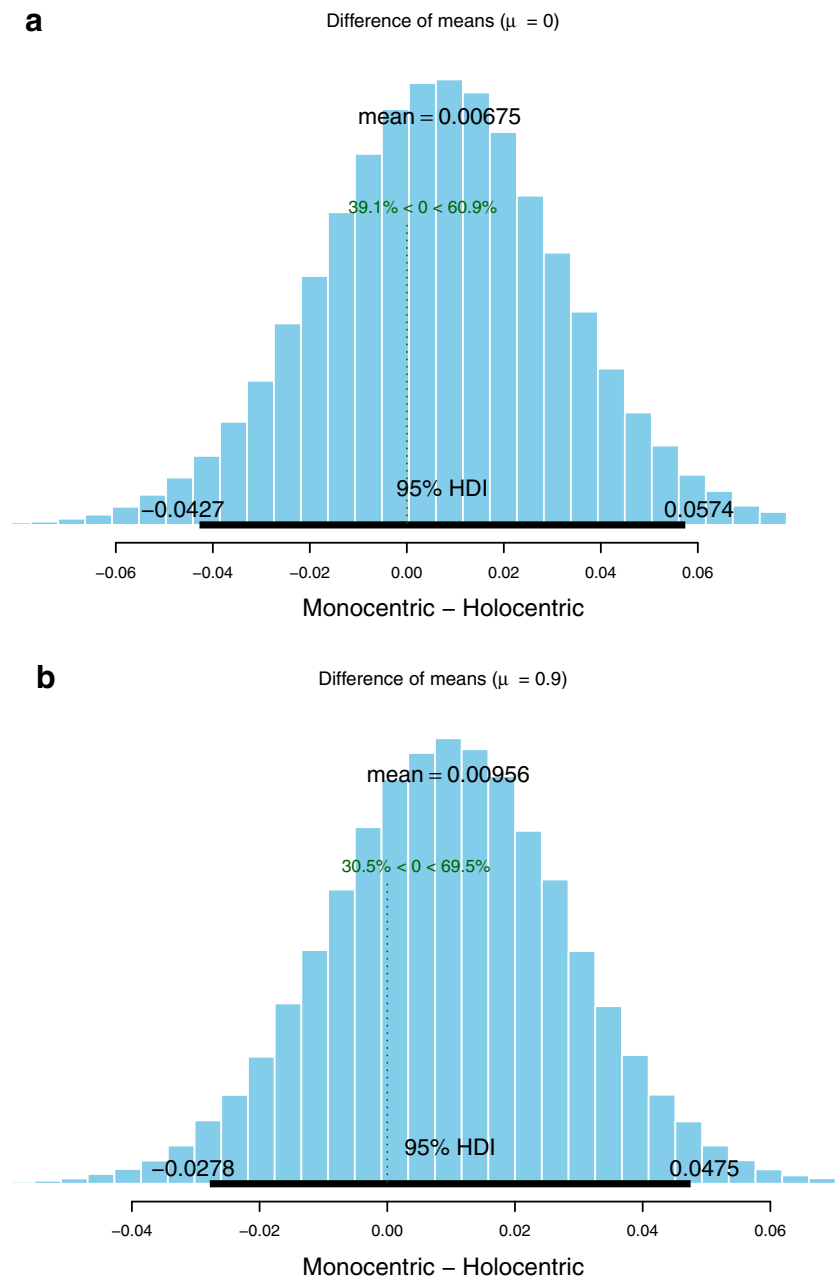 a
Difference of means (μ = 0)
mean = 0.00675
39.1% < 0 < 60.9%
95% HDI
−0.0427 0.0574
−0.06 −0.04 −0.02 0.00 0.02 0.04 0.06
Monocentric − Holocentric
b
Difference of means (μ = 0.9)
mean = 0.00956
30.5% < 0 < 69.5%
95% HDI
−0.0278 0.0475
−0.04 −0.02 0.00 0.02 0.04 0.06
Monocentric − Holocentric